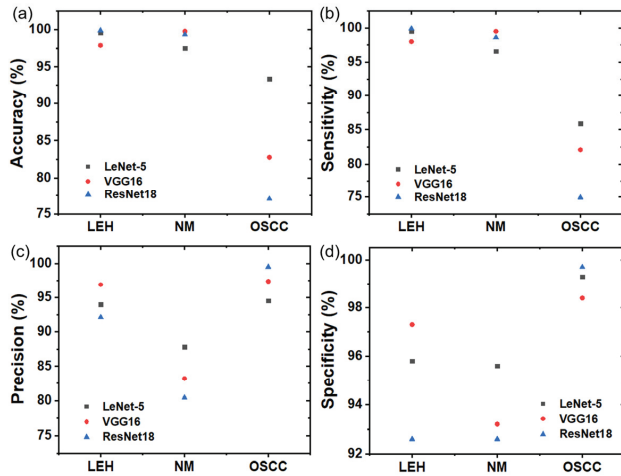 (a)
Accuracy (%)
100
95
90
85
80
75
LeNet-5
VGG16
ResNet18
LEH NM OSCC
(b)
Sensitivity (%)
100
95
90
85
80
75
LeNet-5
VGG16
ResNet18
LEH NM OSCC
(c)
Precision (%)
100
95
90
85
80
75
LeNet-5
VGG16
ResNet18
LEH NM OSCC
(d)
Specificity (%)
100
98
96
94
93
92
LeNet-5
VGG16
ResNet18
LEH NM OSCC